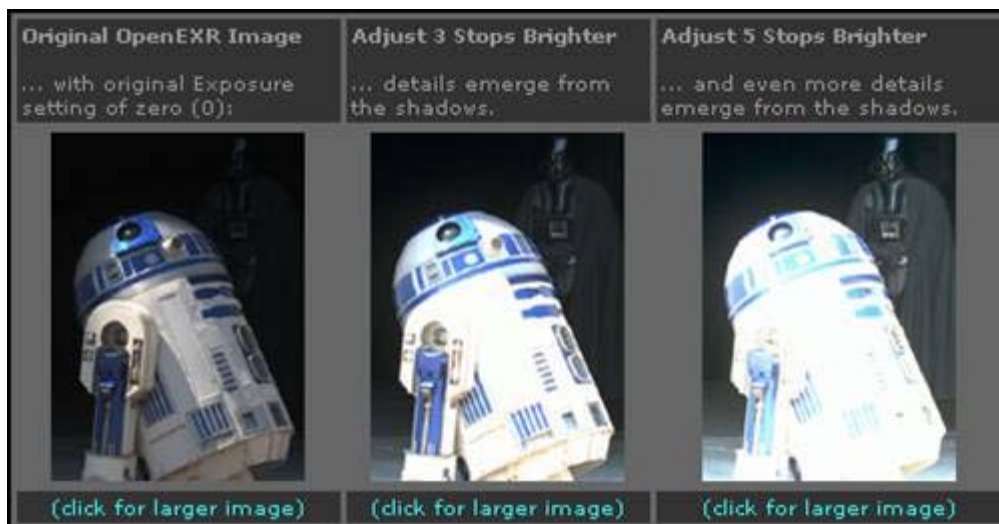 Original OpenEXR Image
... with original Exposure
setting of zero (0):
Adjust 3 Stops Brighter
... details emerge from
the shadows.
Adjust 5 Stops Brighter
... and even more details
emerge from the shadows.
(click for larger image)
(click for larger image)
(click for larger image)